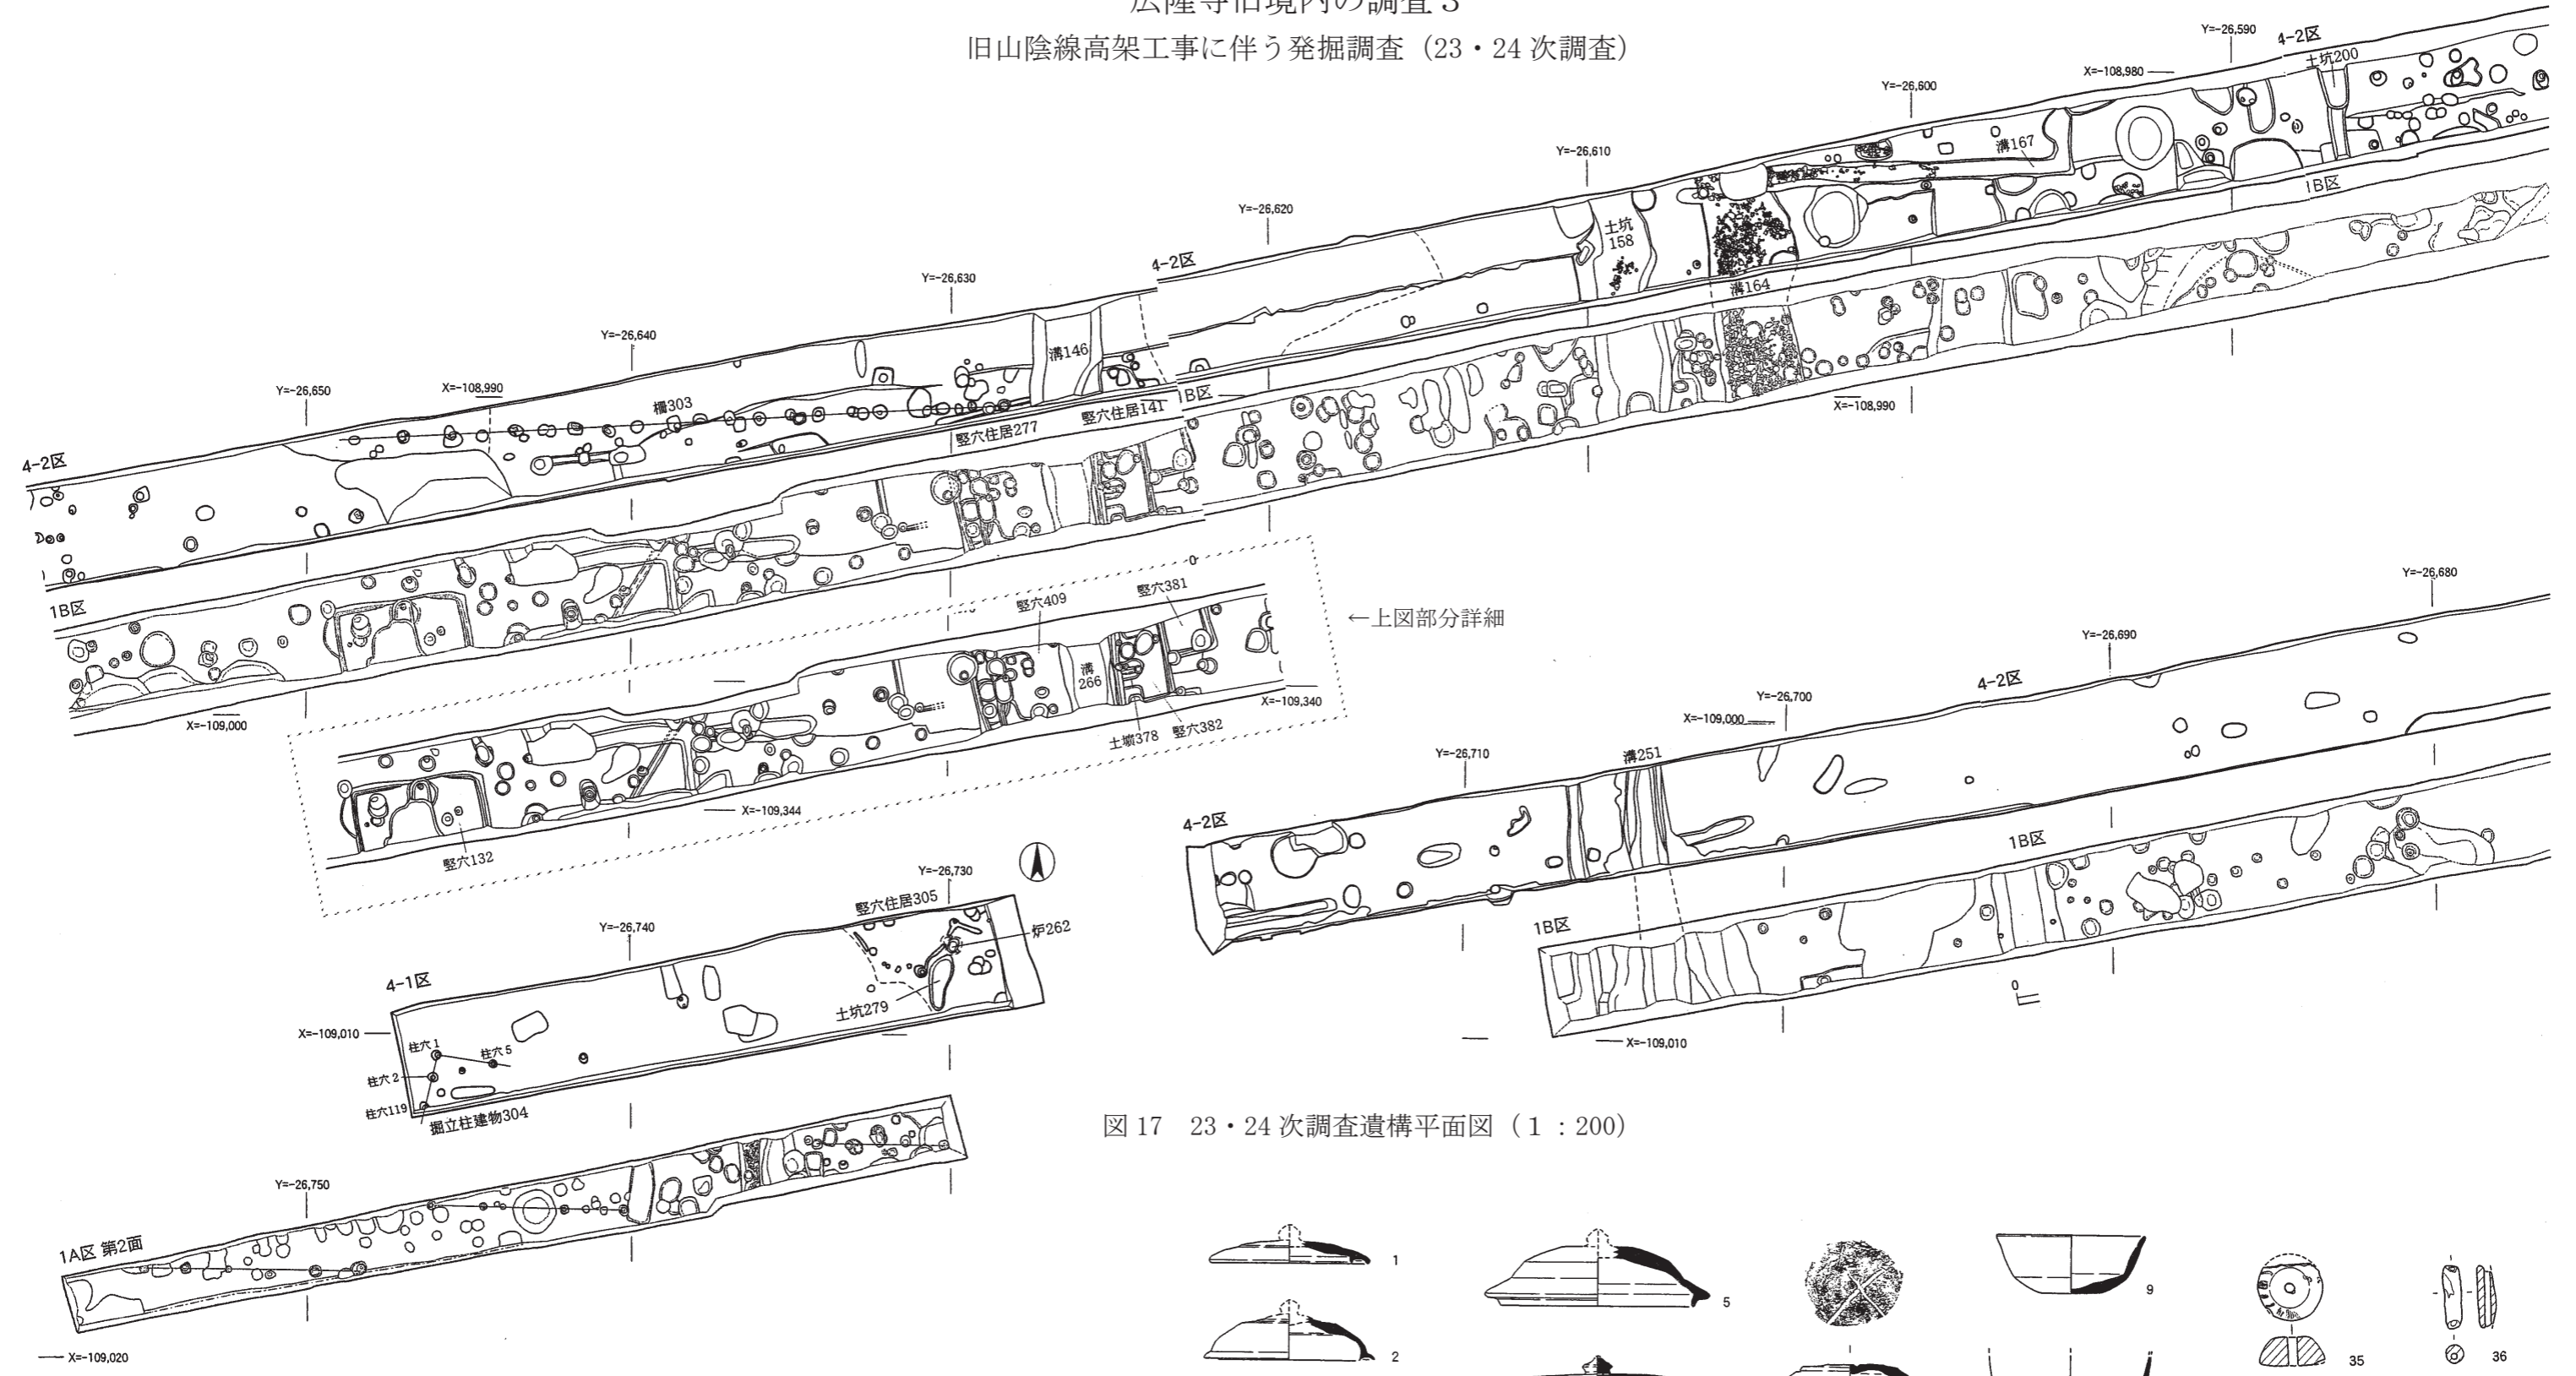 広隆寺旧境内の調査3
旧山陰線高架工事に伴う発掘調査（23・24次調査）
Y=-26,590
4-2区
土坑200
X=-108,980
Y=-26,600
溝167
1B区
Y=-26,610
土坑
158
溝164
X=-108,990
Y=-26,620
4-2区
Y=-26,630
溝146
1B区
竪穴住居141
竪穴住居277
Y=-26,640
柵303
X=-108,990
Y=-26,650
4-2区
1B区
X=-109,000
竪穴409
竪穴381
←上図部分詳細
溝
266
X=-109,340
土壙378
竪穴382
X=-109,344
竪穴132
Y=-26,680
Y=-26,690
4-2区
Y=-26,700
X=-109,000
溝251
Y=-26,710
4-2区
1B区
1B区
X=-109,010
Y=-26,730
竪穴住居305
炉262
Y=-26,740
4-1区
土坑279
X=-109,010
柱穴1
柱穴5
柱穴2
柱穴119
掘立柱建物304
図17　23・24次調査遺構平面図（1：200）
Y=-26,750
1A区 第2面
X=-109,020
1
5
9
2
35
36